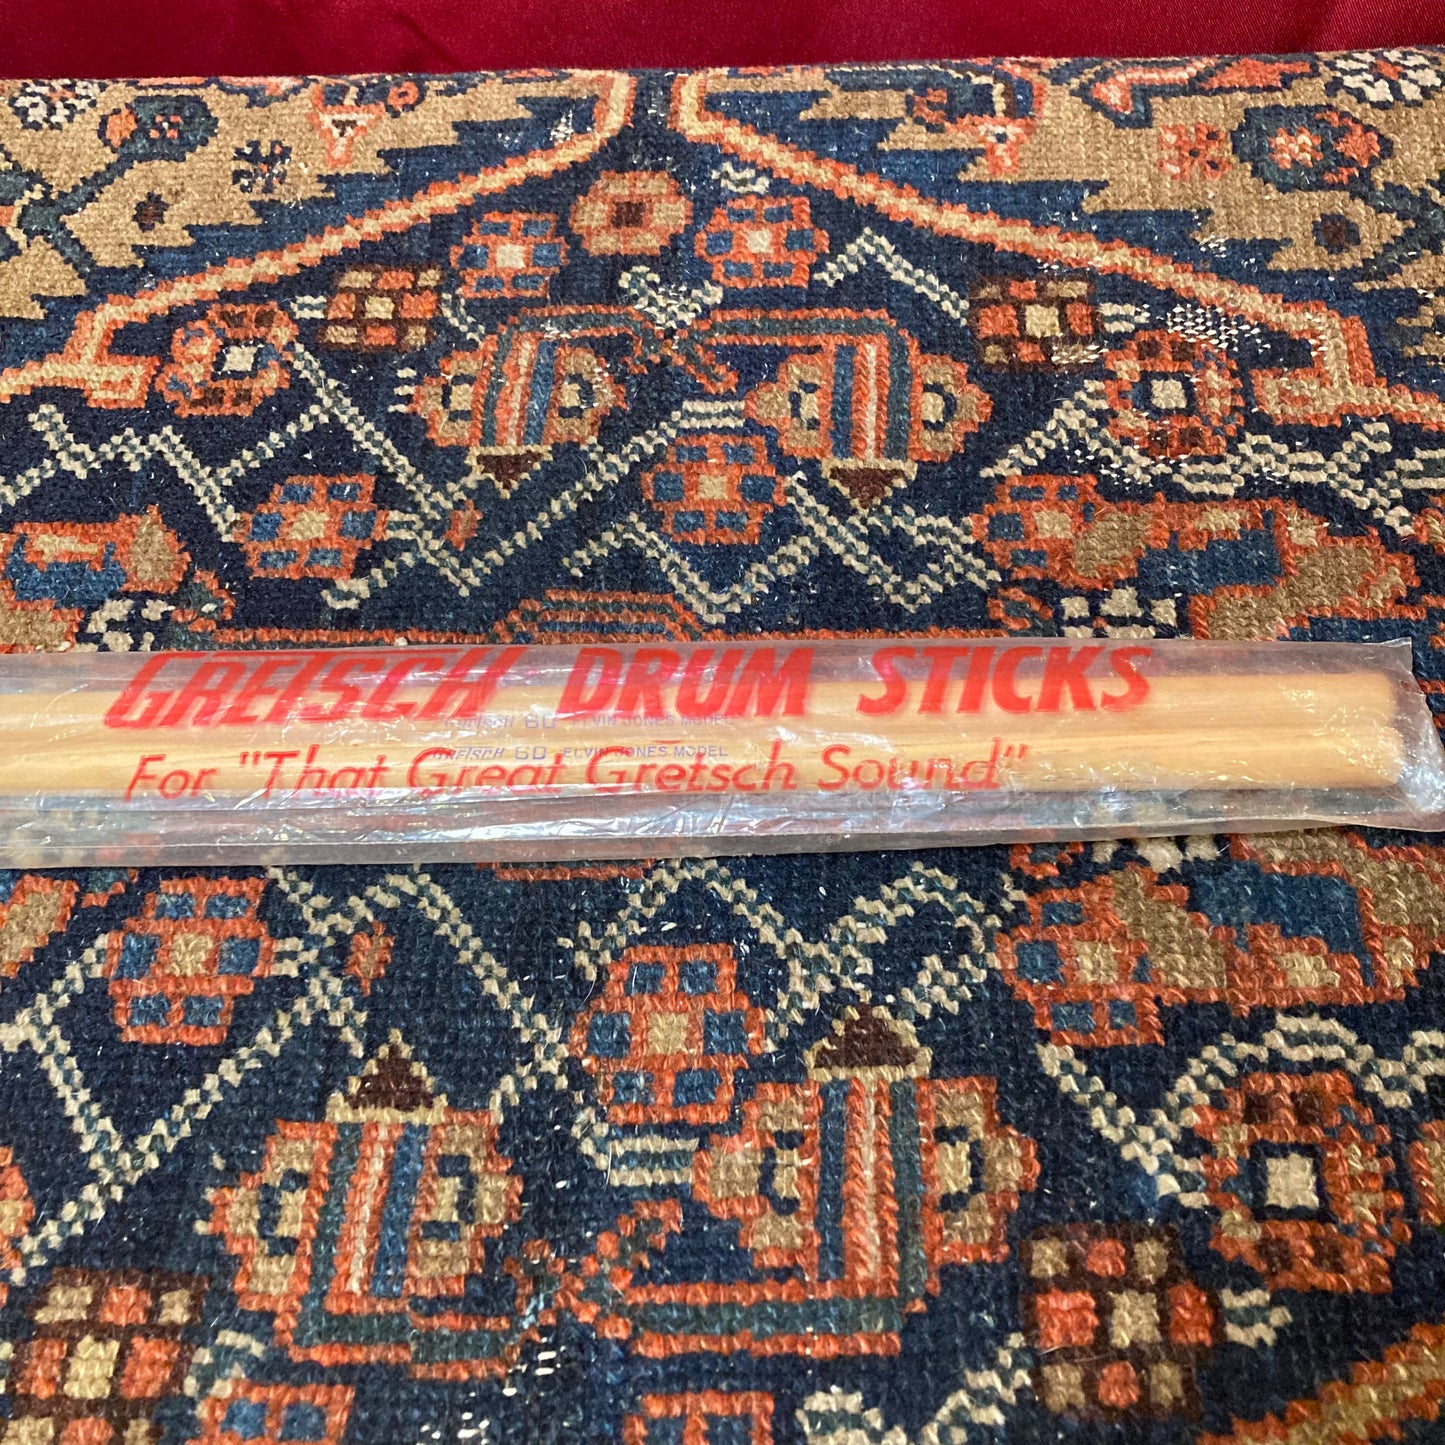 GRETSCH DRUM STICKS
GRETSCH 6D ELVIN JONES MODEL
GRETSCH 6D ELVIN JONES MODEL
For "That Great Gretsch Sound"